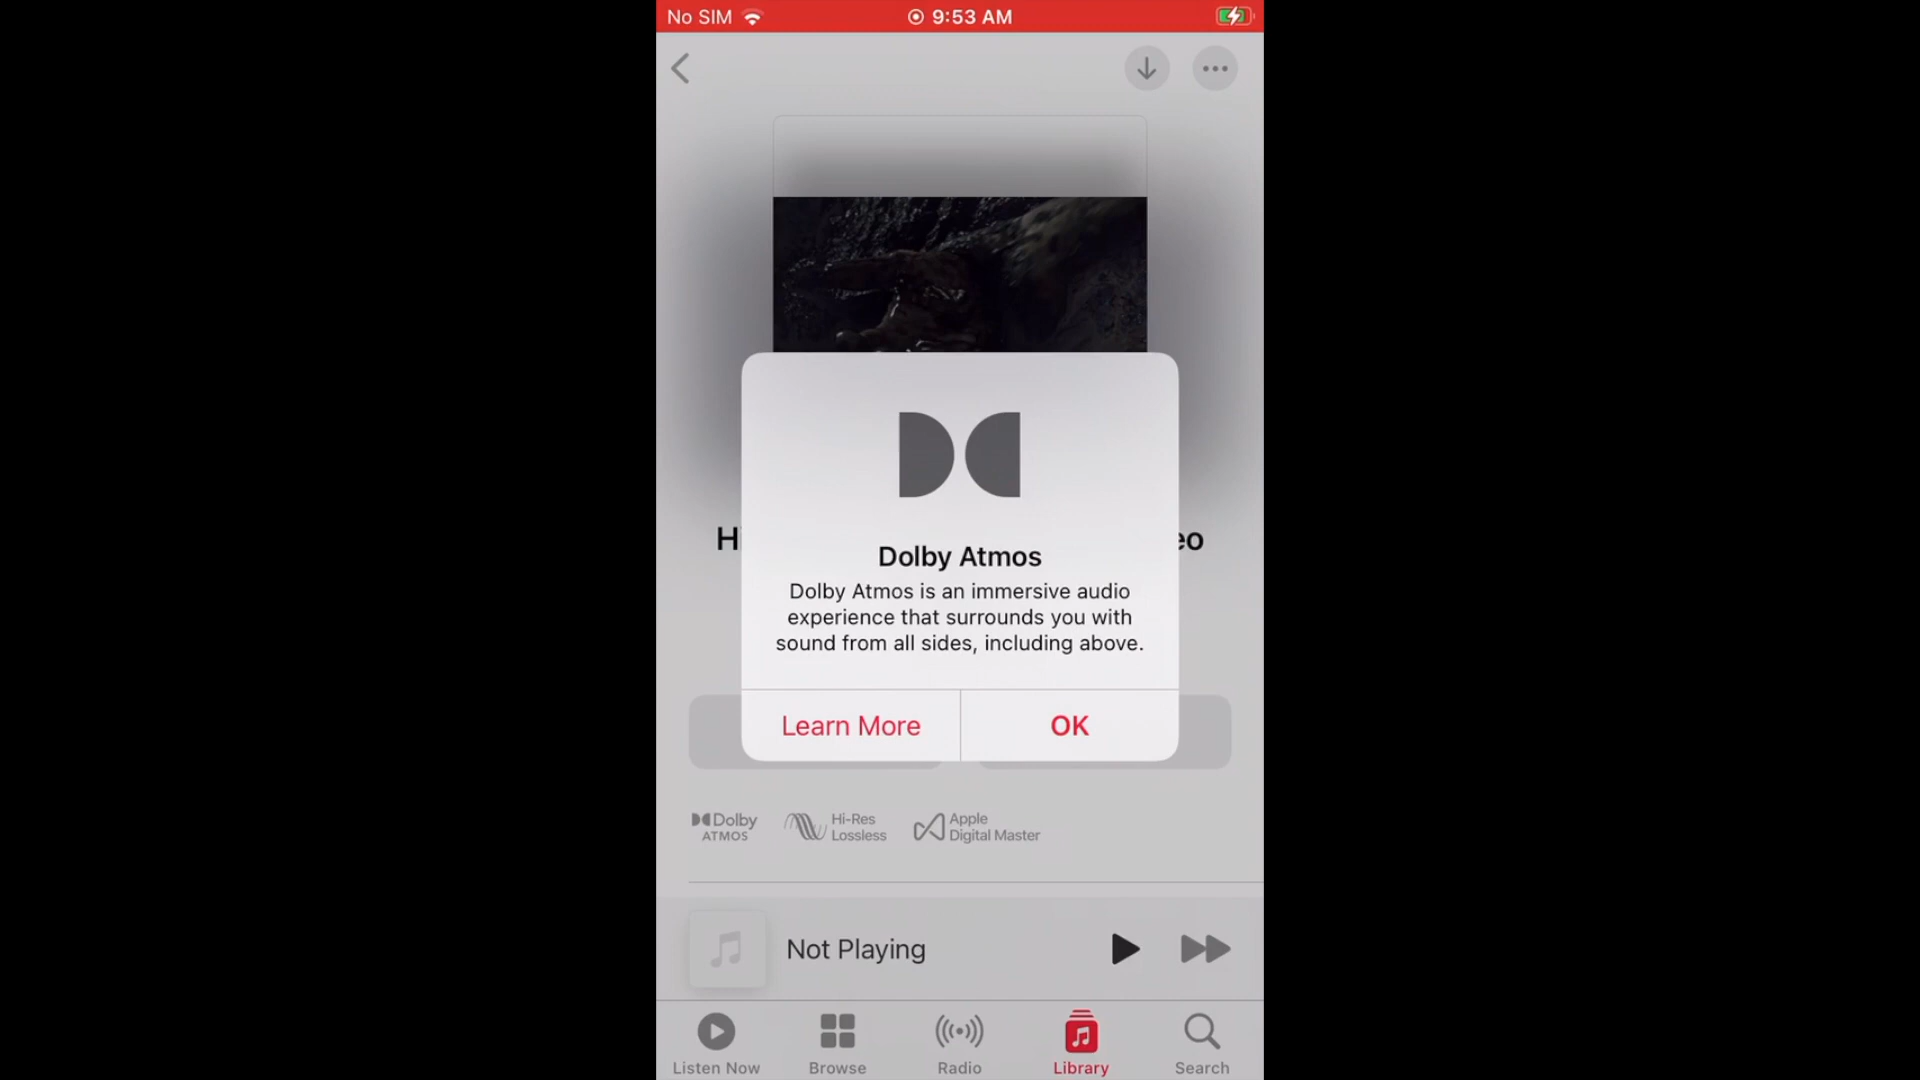 No SIM 9:53 AM
Dolby Atmos
Dolby Atmos is an immersive audio
experience that surrounds you with
sound from all sides, including above.
Learn More OK
Dolby ATMOS
Hi-Res Lossless
Apple Digital Master
Not Playing
Listen Now Browse Radio Library Search